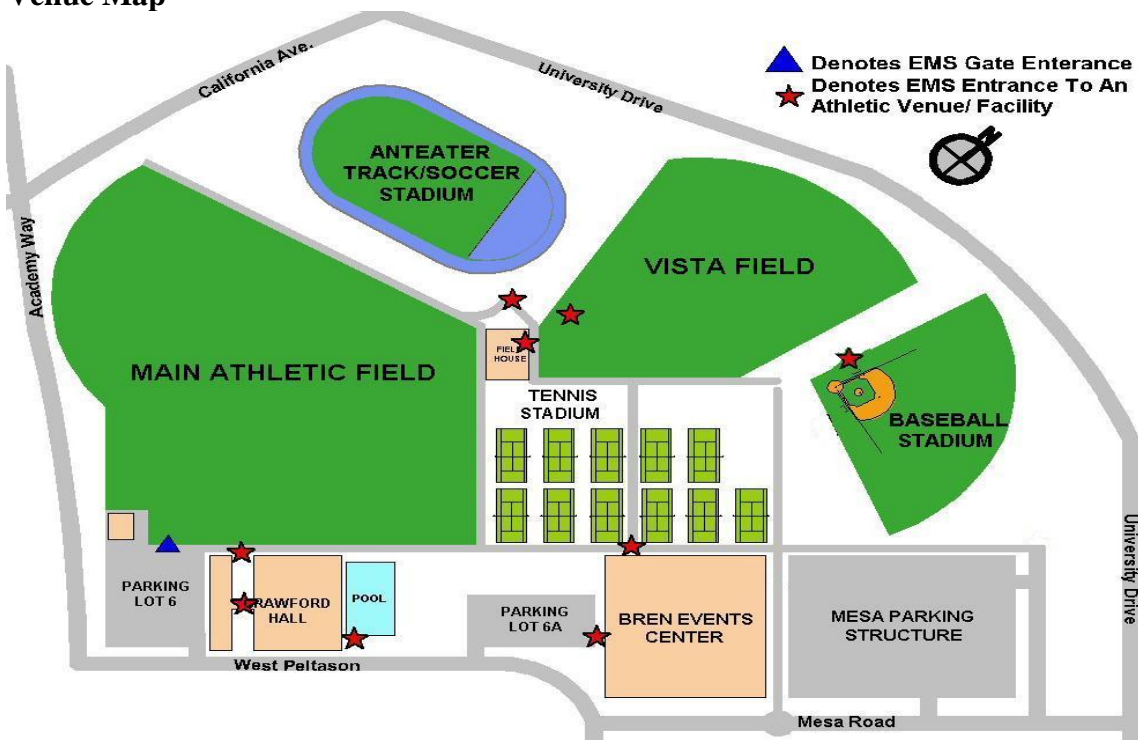 Venue Map
California Ave.
University Drive
Denotes EMS Gate Enterance
Denotes EMS Entrance To An
Athletic Venue/ Facility
N
ANTEATER
TRACK/SOCCER
STADIUM
Academy Way
VISTA FIELD
MAIN ATHLETIC FIELD
FIELD
HOUSE
TENNIS
STADIUM
BASEBALL
STADIUM
University Drive
PARKING
LOT 6
RAWFORD
HALL
POOL
PARKING
LOT 6A
BREN EVENTS
CENTER
MESA PARKING
STRUCTURE
West Peltason
Mesa Road